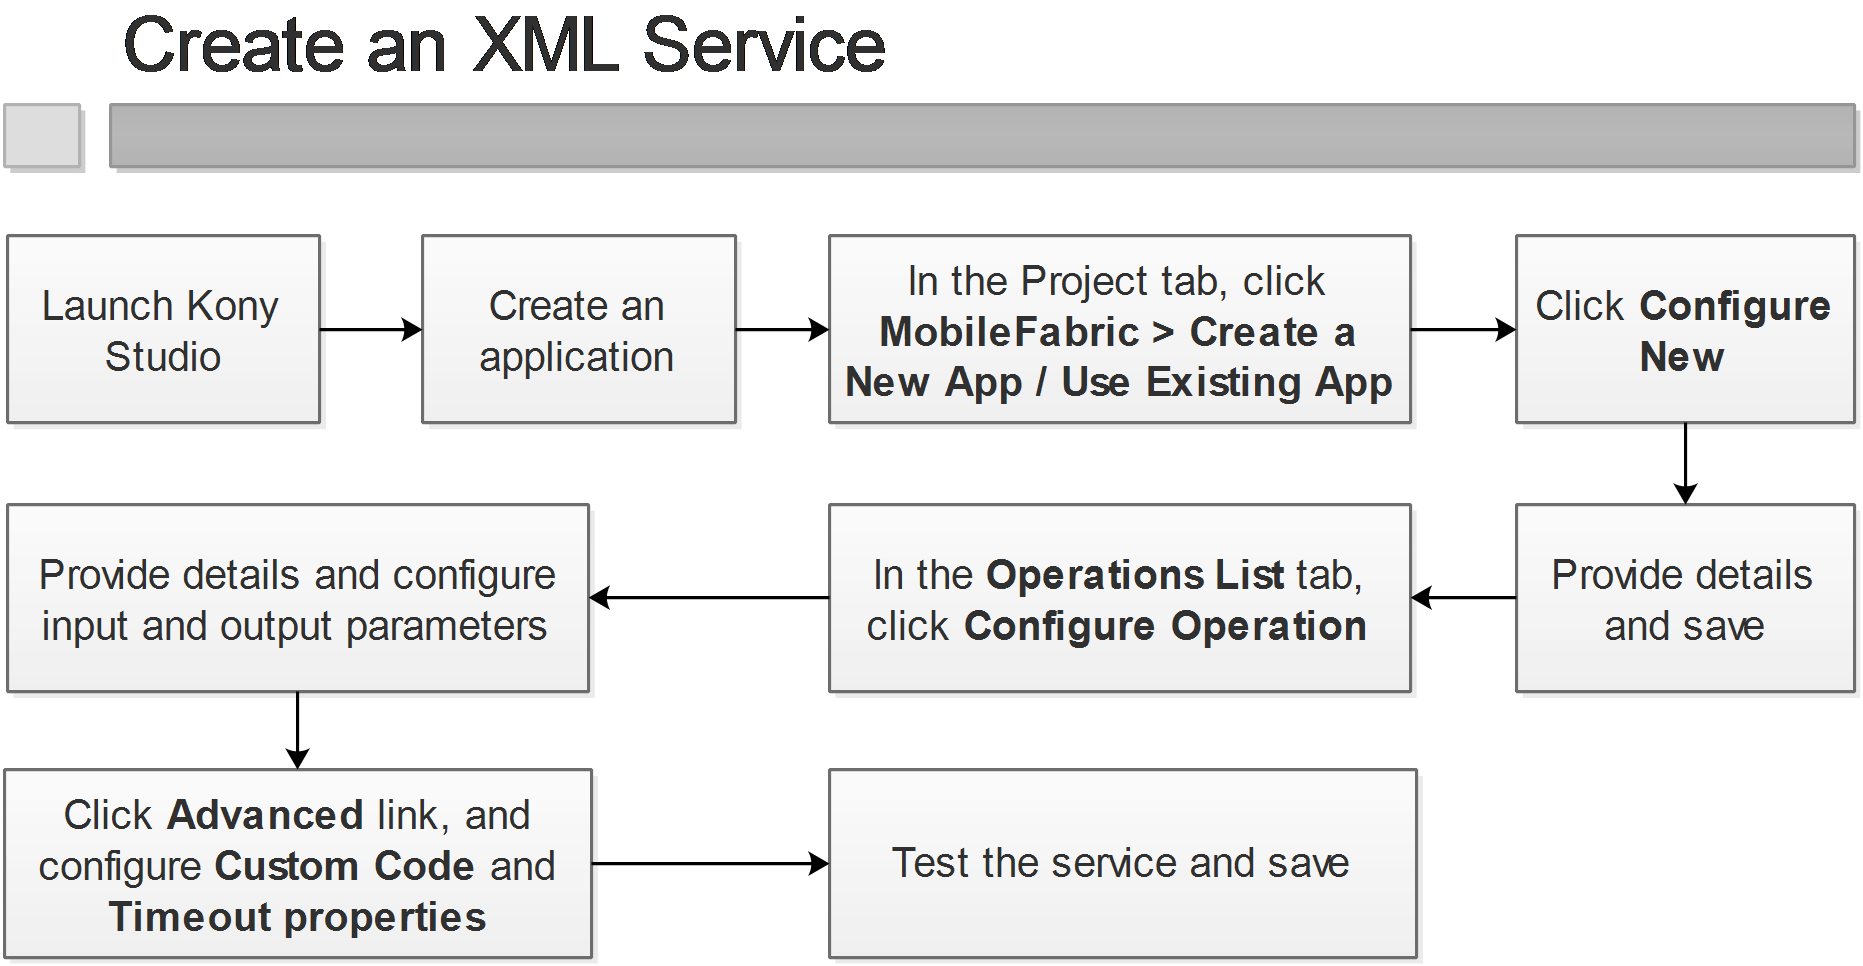 Create an XML Service
Launch Kony
Studio
Create an
application
In the Project tab, click
MobileFabric > Create a
New App / Use Existing App
Click Configure
New
Provide details
and save
In the Operations List tab,
click Configure Operation
Provide details and configure
input and output parameters
Click Advanced link, and
configure Custom Code and
Timeout properties
Test the service and save